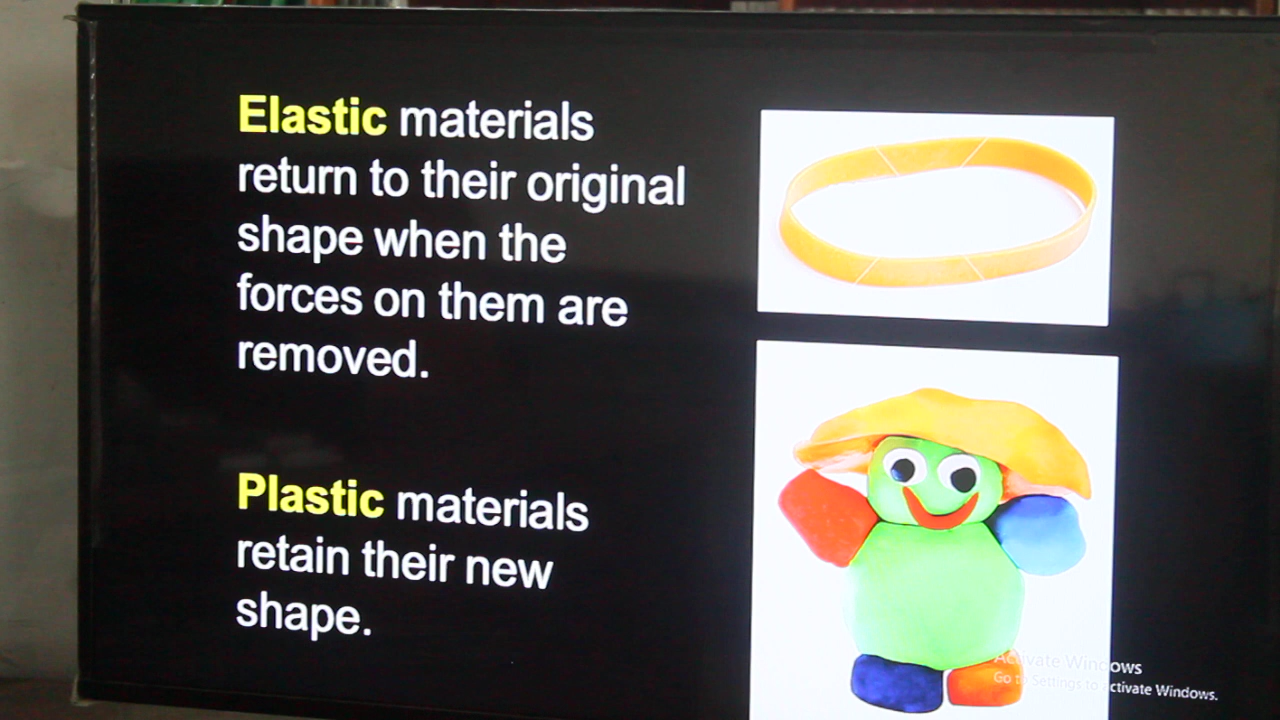 Elastic materials
return to their original
shape when the
forces on them are
removed.
Plastic materials
retain their new
shape.
Activate Windows
Go to Settings to activate Windows.